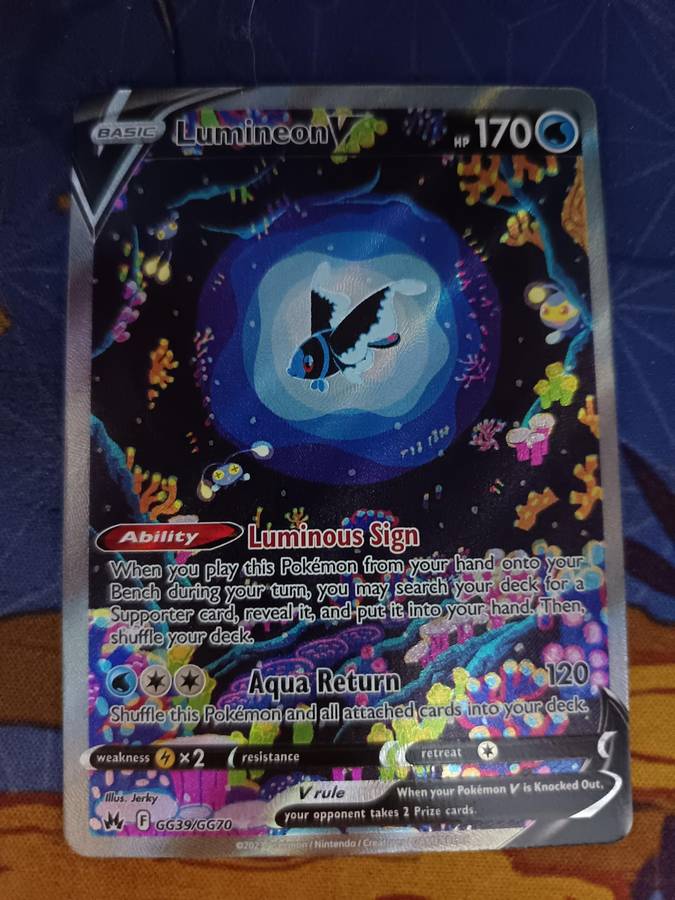 BASIC
Lumineon V
HP 170
Ability Luminous Sign
When you play this Pokémon from your hand onto your
Bench during your turn, you may search your deck for a
Supporter card, reveal it, and put it into your hand. Then,
shuffle your deck.
Aqua Return 120
Shuffle this Pokémon and all attached cards into your deck.
weakness ×2 resistance retreat
V rule
When your Pokémon V is Knocked Out,
your opponent takes 2 Prize cards.
Illus. Jerky
F GG39/GG70
/ Nintendo /